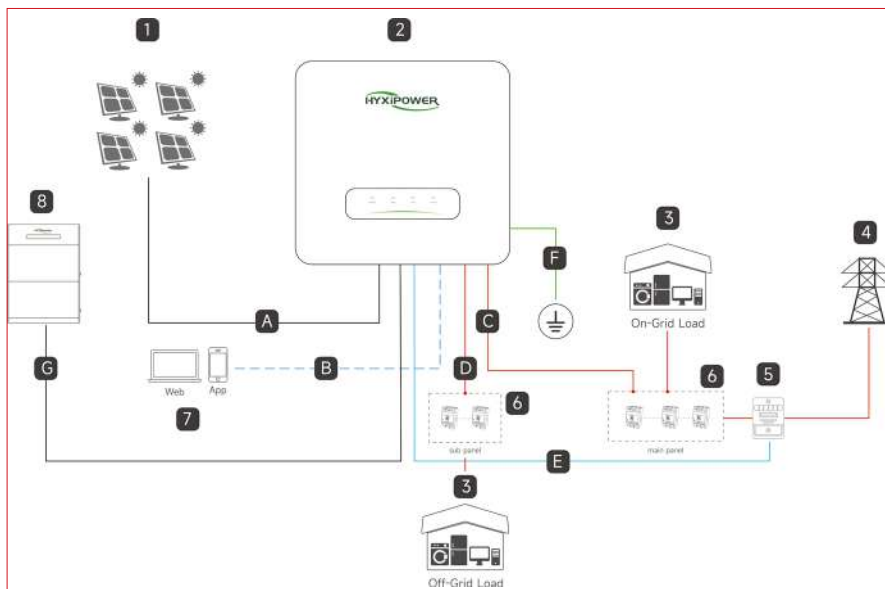 1
2
HYXiPOWER
8
3
4
F
A
C
On-Grid Load
G
B
D
Web
App
6
6
5
7
sub panel
main panel
E
3
Off-Grid Load